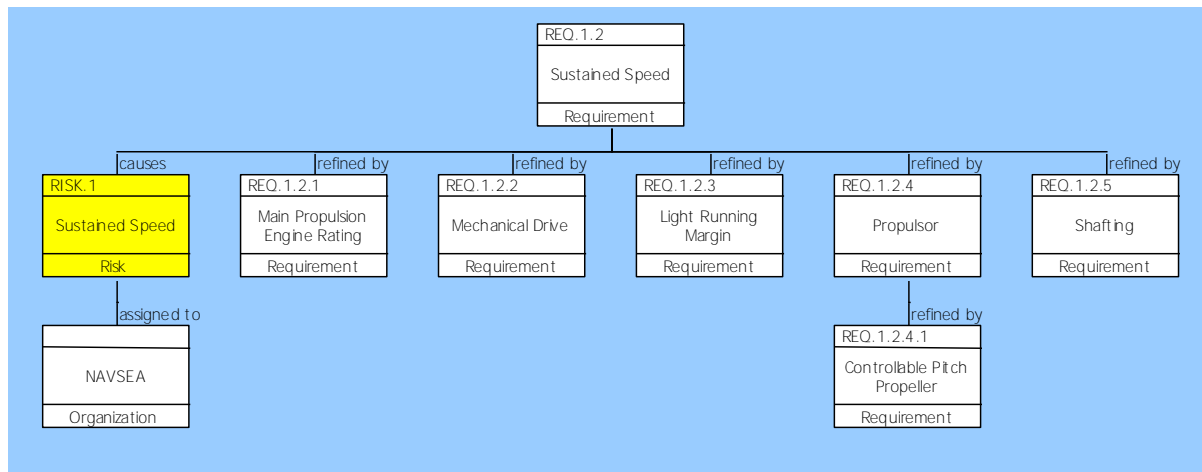 REQ.1.2
Sustained Speed
Requirement
causes
refined by
refined by
refined by
refined by
refined by
RISK.1
Sustained Speed
Risk
REQ.1.2.1
Main Propulsion
Engine Rating
Requirement
REQ.1.2.2
Mechanical Drive
Requirement
REQ.1.2.3
Light Running
Margin
Requirement
REQ.1.2.4
Propulsor
Requirement
REQ.1.2.5
Shafting
Requirement
assigned to
refined by
NAVSEA
Organization
REQ.1.2.4.1
Controllable Pitch
Propeller
Requirement